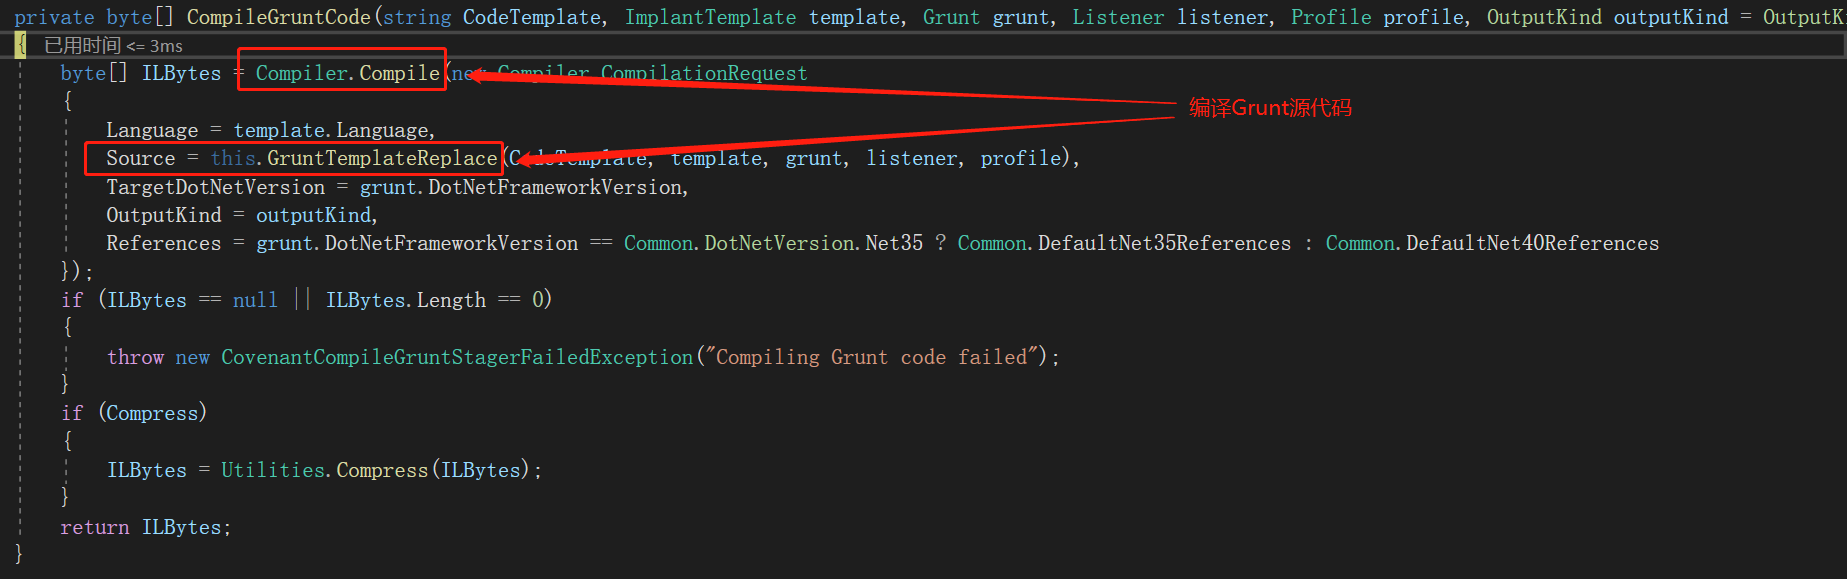 private byte[] CompileGruntCode(string CodeTemplate, ImplantTemplate template, Grunt grunt, Listener listener, Profile profile, OutputKind outputKind = OutputKi
{ 已用时间 <= 3ms
byte[] ILBytes = Compiler.Compile(new Compiler.CompilationRequest
{
编译Grunt源代码
Language = template.Language,
Source = this.GruntTemplateReplace(CodeTemplate, template, grunt, listener, profile),
TargetDotNetVersion = grunt.DotNetFrameworkVersion,
OutputKind = outputKind,
References = grunt.DotNetFrameworkVersion == Common.DotNetVersion.Net35 ? Common.DefaultNet35References : Common.DefaultNet40References
});
if (ILBytes == null || ILBytes.Length == 0)
{
throw new CovenantCompileGruntStagerFailedException("Compiling Grunt code failed");
}
if (Compress)
{
ILBytes = Utilities.Compress(ILBytes);
}
return ILBytes;
}